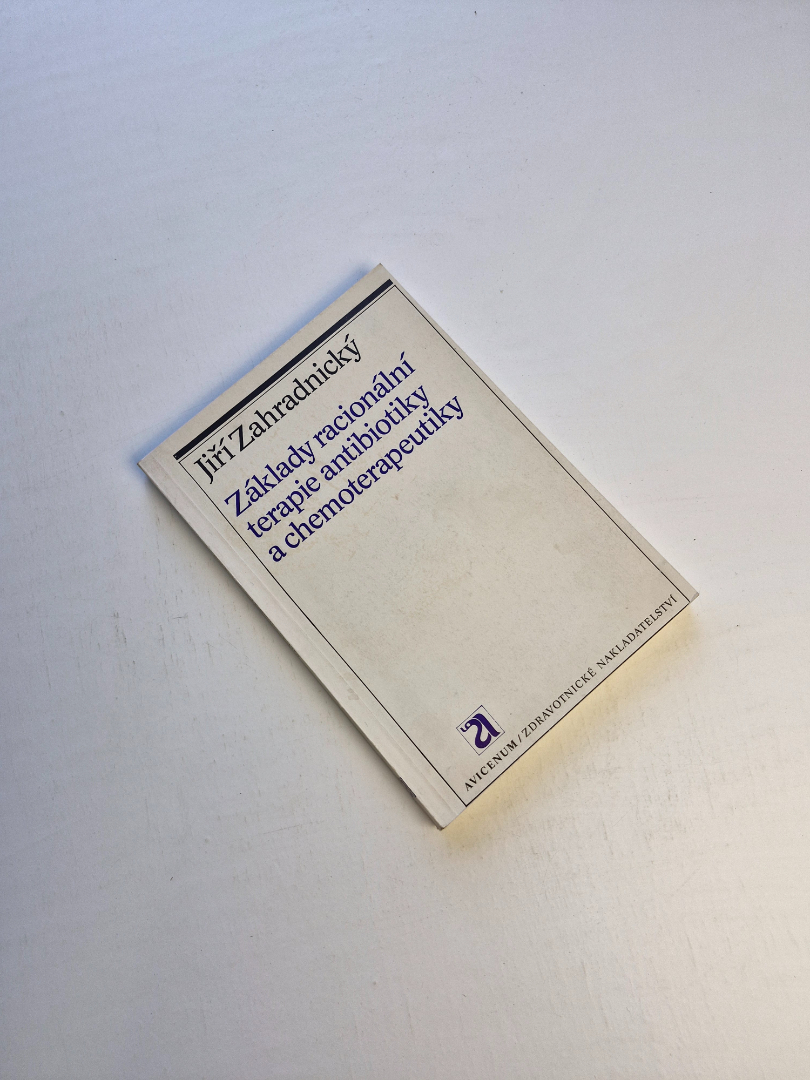 Jiří Zahradnický
Základy racionální
terapie antibiotiky
a chemoterapeutiky
AVICENUM / ZDRAVOTNICKÉ NAKLADATELSTVÍ